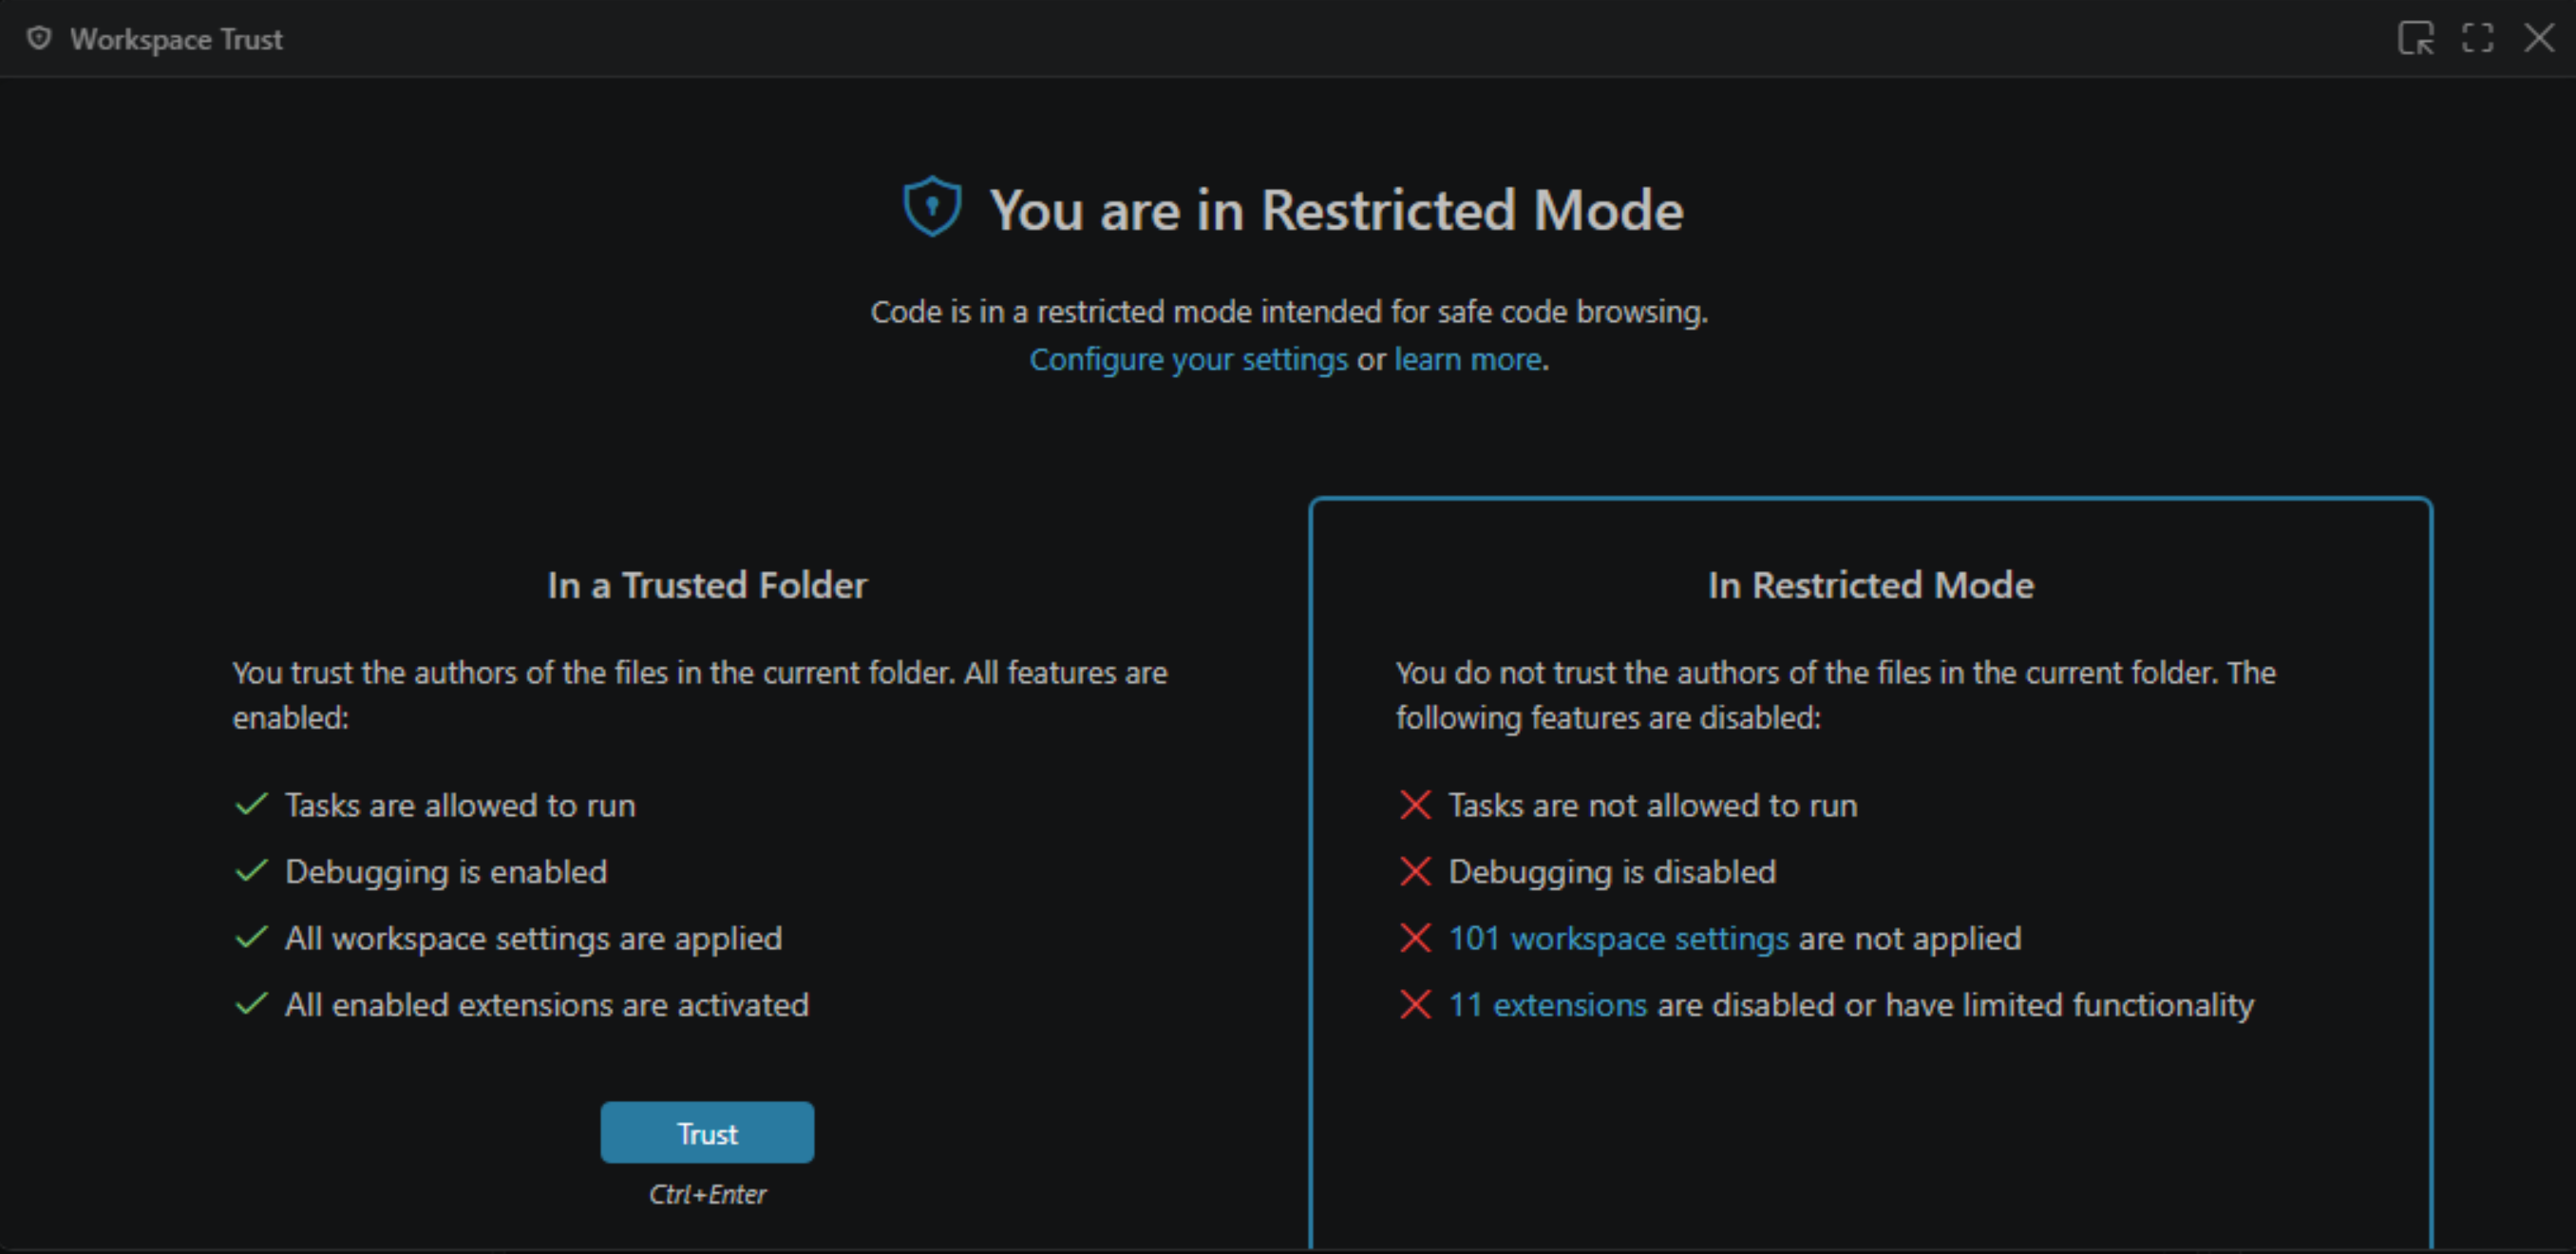 Workspace Trust
You are in Restricted Mode
Code is in a restricted mode intended for safe code browsing.
Configure your settings or learn more.
In a Trusted Folder
You trust the authors of the files in the current folder. All features are
enabled:
Tasks are allowed to run
Debugging is enabled
All workspace settings are applied
All enabled extensions are activated
Trust
Ctrl+Enter
In Restricted Mode
You do not trust the authors of the files in the current folder. The
following features are disabled:
Tasks are not allowed to run
Debugging is disabled
101 workspace settings are not applied
11 extensions are disabled or have limited functionality